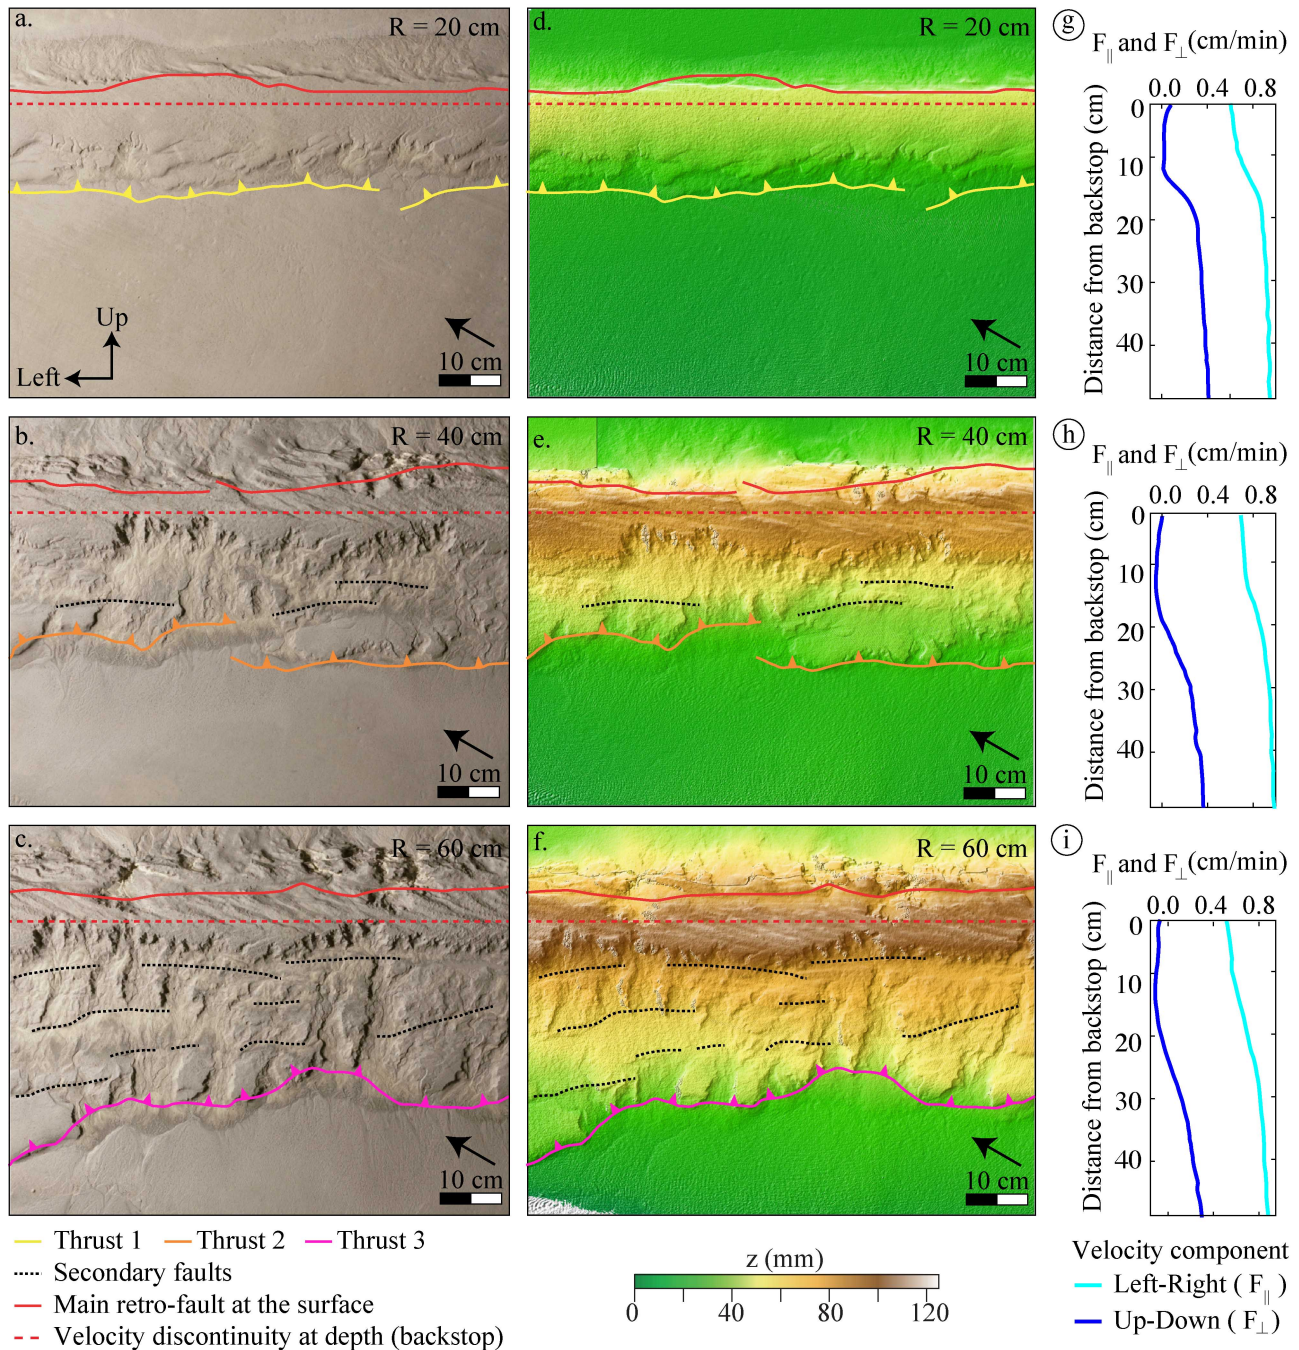 a.
R = 20 cm
Up
Left
10 cm
d.
R = 20 cm
10 cm
g
F∥ and F⊥ (cm/min)
0.0 0.4 0.8
Distance from backstop (cm)
0
10
20
30
40
b.
R = 40 cm
10 cm
e.
R = 40 cm
10 cm
h
F∥ and F⊥ (cm/min)
0.0 0.4 0.8
Distance from backstop (cm)
0
10
20
30
40
c.
R = 60 cm
10 cm
f.
R = 60 cm
10 cm
i
F∥ and F⊥ (cm/min)
0.0 0.4 0.8
Distance from backstop (cm)
0
10
20
30
40
Thrust 1 Thrust 2 Thrust 3
Secondary faults
Main retro-fault at the surface
Velocity discontinuity at depth (backstop)
z (mm)
0 40 80 120
Velocity component
Left-Right ( F∥ )
Up-Down ( F⊥ )